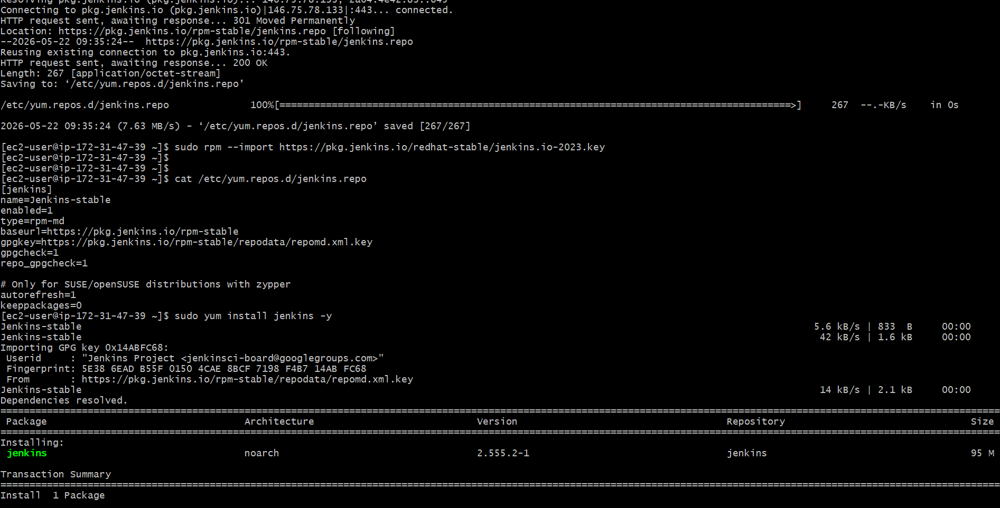 Resolving pkg.jenkins.io (pkg.jenkins.io)... 146.75.78.133,
Connecting to pkg.jenkins.io (pkg.jenkins.io)|146.75.78.133|:443... connected.
HTTP request sent, awaiting response... 301 Moved Permanently
Location: https://pkg.jenkins.io/rpm-stable/jenkins.repo [following]
--2026-05-22 09:35:24--  https://pkg.jenkins.io/rpm-stable/jenkins.repo
Reusing existing connection to pkg.jenkins.io:443.
HTTP request sent, awaiting response... 200 OK
Length: 267 [application/octet-stream]
Saving to: ‘/etc/yum.repos.d/jenkins.repo’
/etc/yum.repos.d/jenkins.repo 100%[========================================================================================>] 267 --.-KB/s in 0s
2026-05-22 09:35:24 (7.63 MB/s) - ‘/etc/yum.repos.d/jenkins.repo’ saved [267/267]
[ec2-user@ip-172-31-47-39 ~]$ sudo rpm --import https://pkg.jenkins.io/redhat-stable/jenkins.io-2023.key
[ec2-user@ip-172-31-47-39 ~]$
[ec2-user@ip-172-31-47-39 ~]$
[ec2-user@ip-172-31-47-39 ~]$ cat /etc/yum.repos.d/jenkins.repo
[jenkins]
name=Jenkins-stable
enabled=1
type=rpm-md
baseurl=https://pkg.jenkins.io/rpm-stable
gpgkey=https://pkg.jenkins.io/rpm-stable/repodata/repomd.xml.key
gpgcheck=1
repo_gpgcheck=1
# Only for SUSE/openSUSE distributions with zypper
autorefresh=1
keeppackages=0
[ec2-user@ip-172-31-47-39 ~]$ sudo yum install jenkins -y
Jenkins-stable 5.6 kB/s | 833  B 00:00
Jenkins-stable 42 kB/s | 1.6 kB 00:00
Importing GPG key 0x14ABFC68:
 Userid     : "Jenkins Project <jenkinsci-board@googlegroups.com>"
 Fingerprint: 5E38 6EAD B55F 0150 4CAE 8BCF 7198 F4B7 14AB FC68
 From       : https://pkg.jenkins.io/rpm-stable/repodata/repomd.xml.key
Jenkins-stable 14 kB/s | 2.1 kB 00:00
Dependencies resolved.
Package Architecture Version Repository Size
Installing:
jenkins noarch 2.555.2-1 jenkins 95 M
Transaction Summary
Install  1 Package